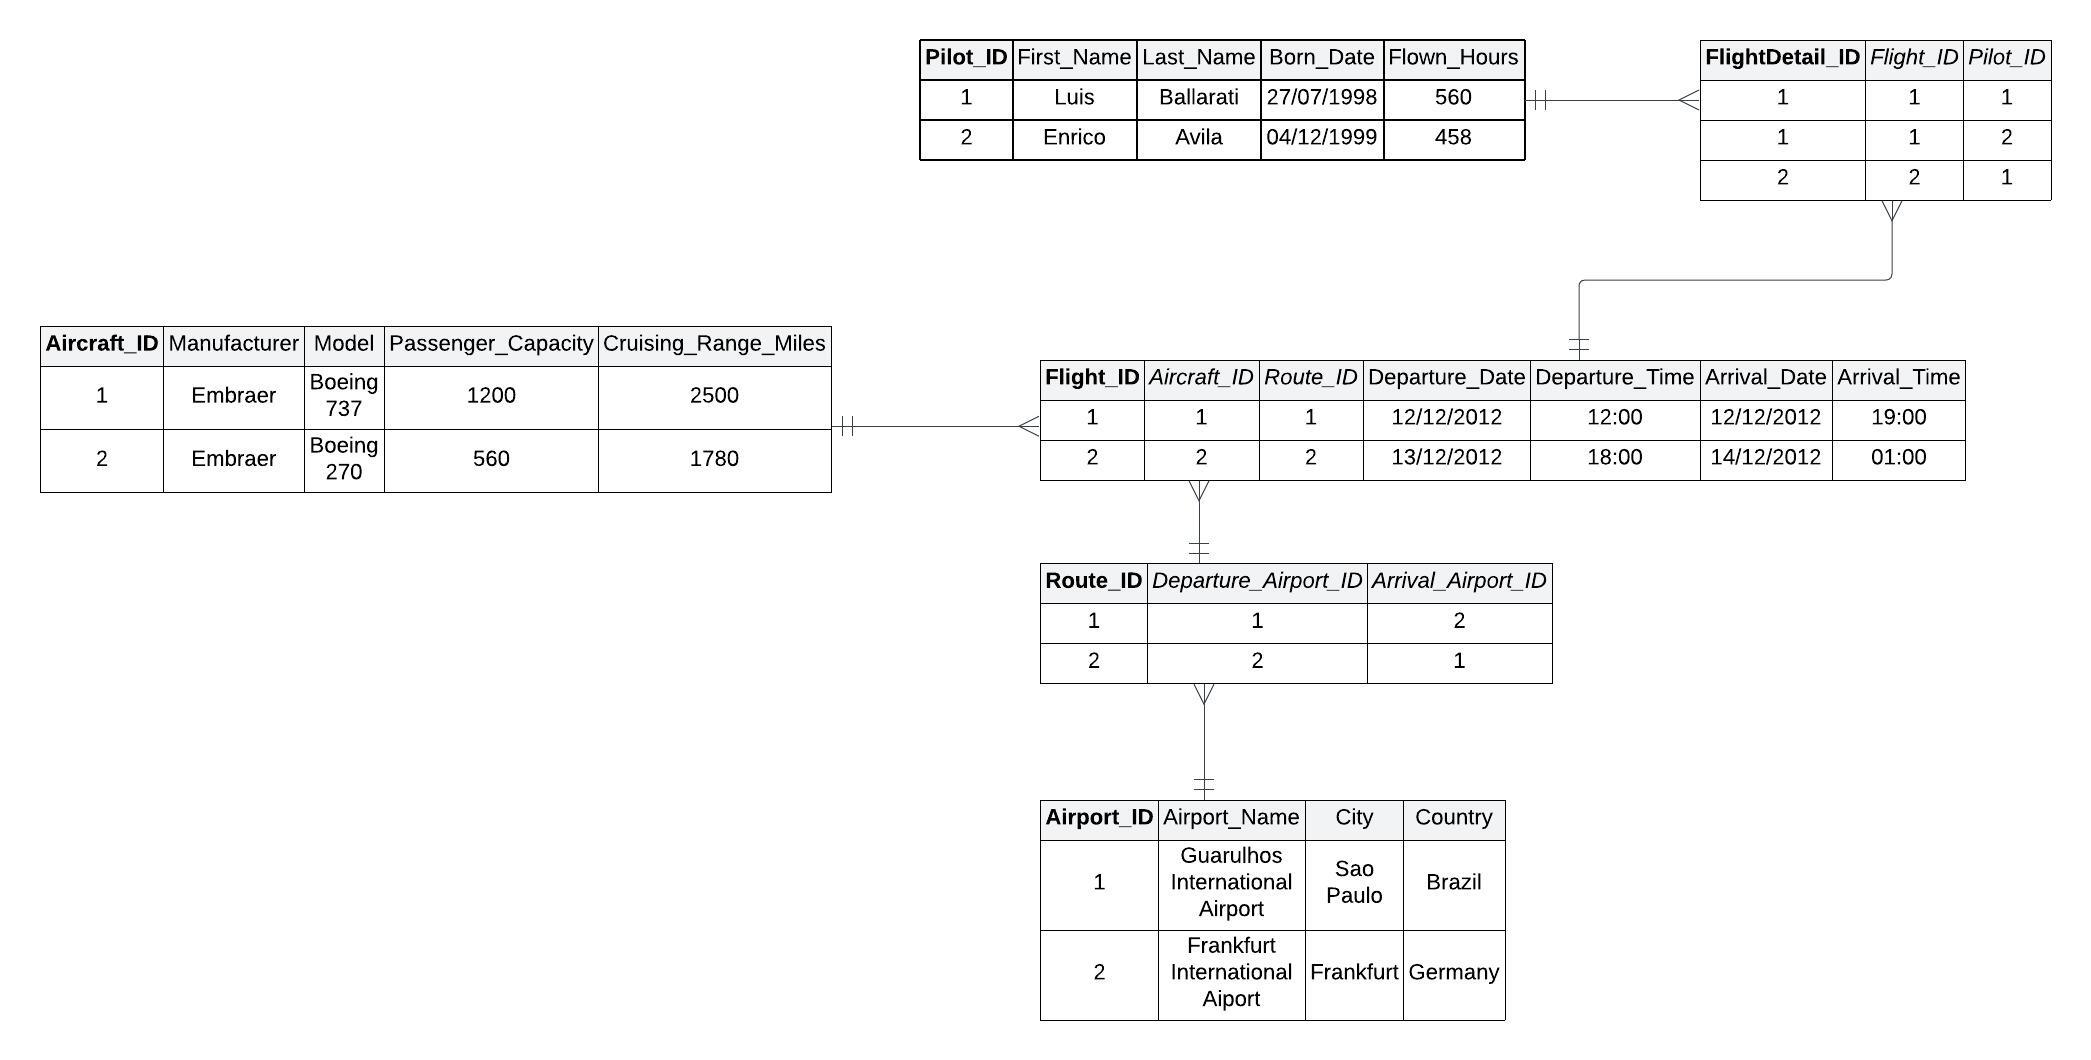 Pilot_ID First_Name Last_Name Born_Date Flown_Hours
1 Luis Ballarati 27/07/1998 560
2 Enrico Avila 04/12/1999 458
FlightDetail_ID Flight_ID Pilot_ID
1 1 1
1 1 2
2 2 1
Aircraft_ID Manufacturer Model Passenger_Capacity Cruising_Range_Miles
1 Embraer Boeing 737 1200 2500
2 Embraer Boeing 270 560 1780
Flight_ID Aircraft_ID Route_ID Departure_Date Departure_Time Arrival_Date Arrival_Time
1 1 1 12/12/2012 12:00 12/12/2012 19:00
2 2 2 13/12/2012 18:00 14/12/2012 01:00
Route_ID Departure_Airport_ID Arrival_Airport_ID
1 1 2
2 2 1
Airport_ID Airport_Name City Country
1 Guarulhos International Airport Sao Paulo Brazil
2 Frankfurt International Aiport Frankfurt Germany